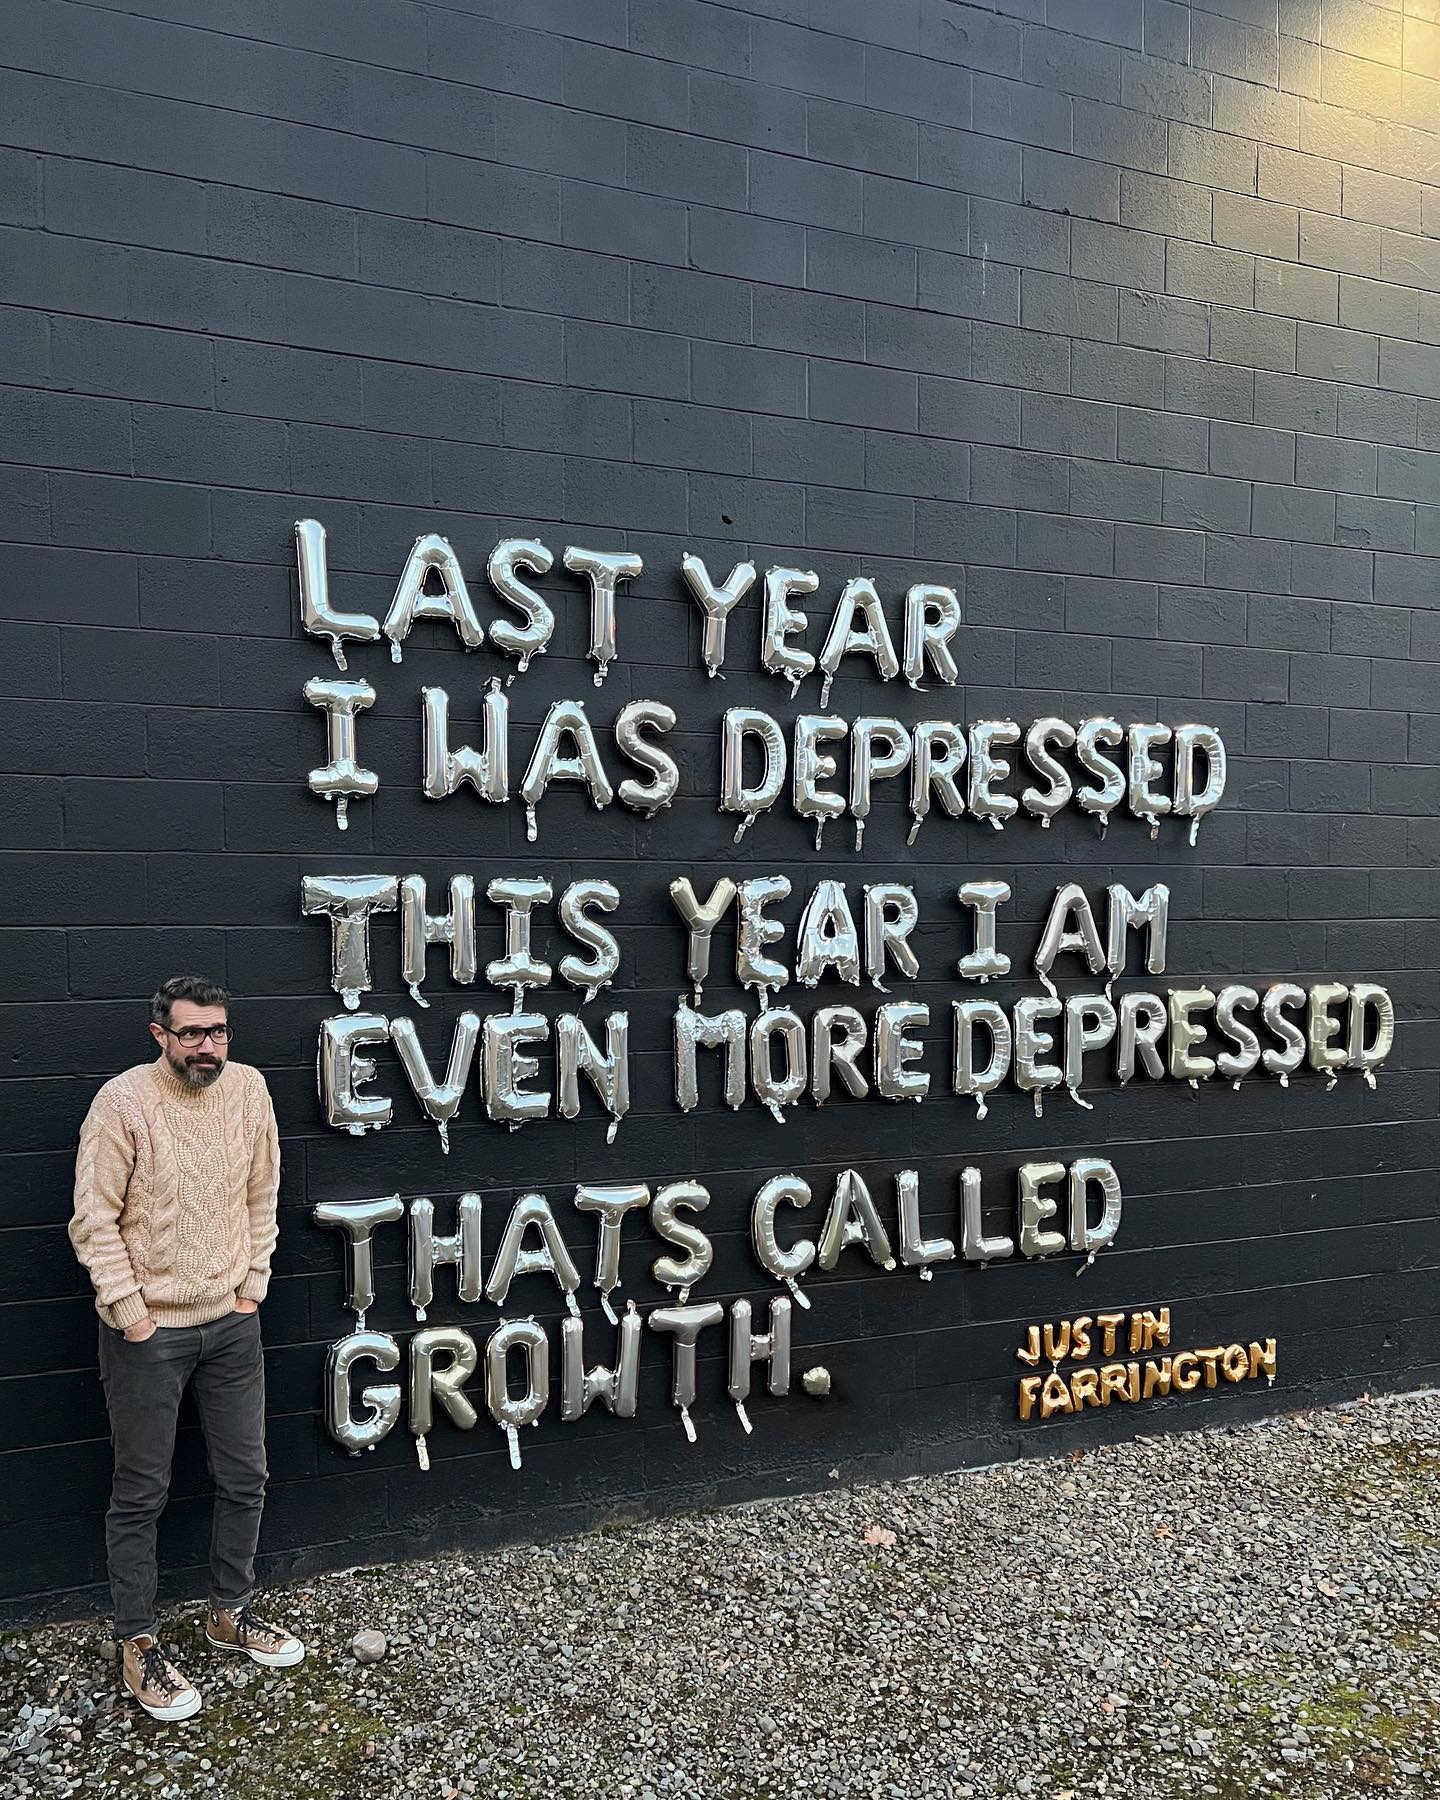 LAST YEAR
I WAS DEPRESSED
THIS YEAR I AM
EVEN MORE DEPRESSED
THATS CALLED
GROWTH.
JUSTIN
FARRINGTON